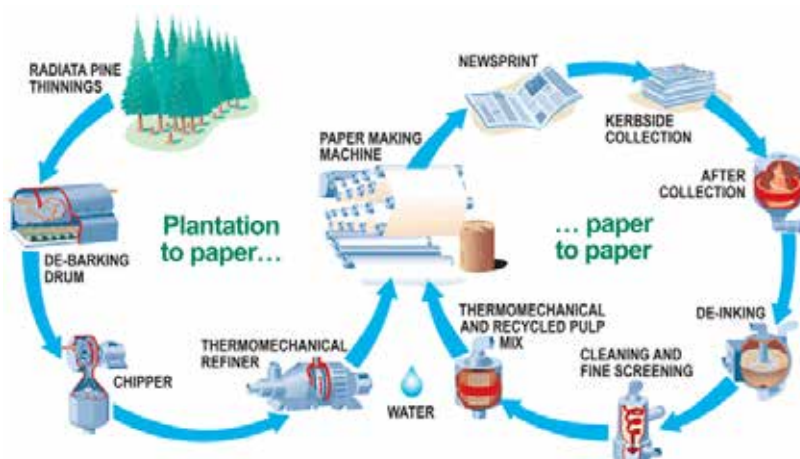 RADIATA PINE
THINNINGS
DE-BARKING
DRUM
CHIPPER
THERMOMECHANICAL
REFINER
Plantation
to paper…
PAPER MAKING
MACHINE
WATER
NEWSPRINT
KERBSIDE
COLLECTION
AFTER
COLLECTION
… paper
to paper
DE-INKING
CLEANING AND
FINE SCREENING
THERMOMECHANICAL
AND RECYCLED PULP
MIX